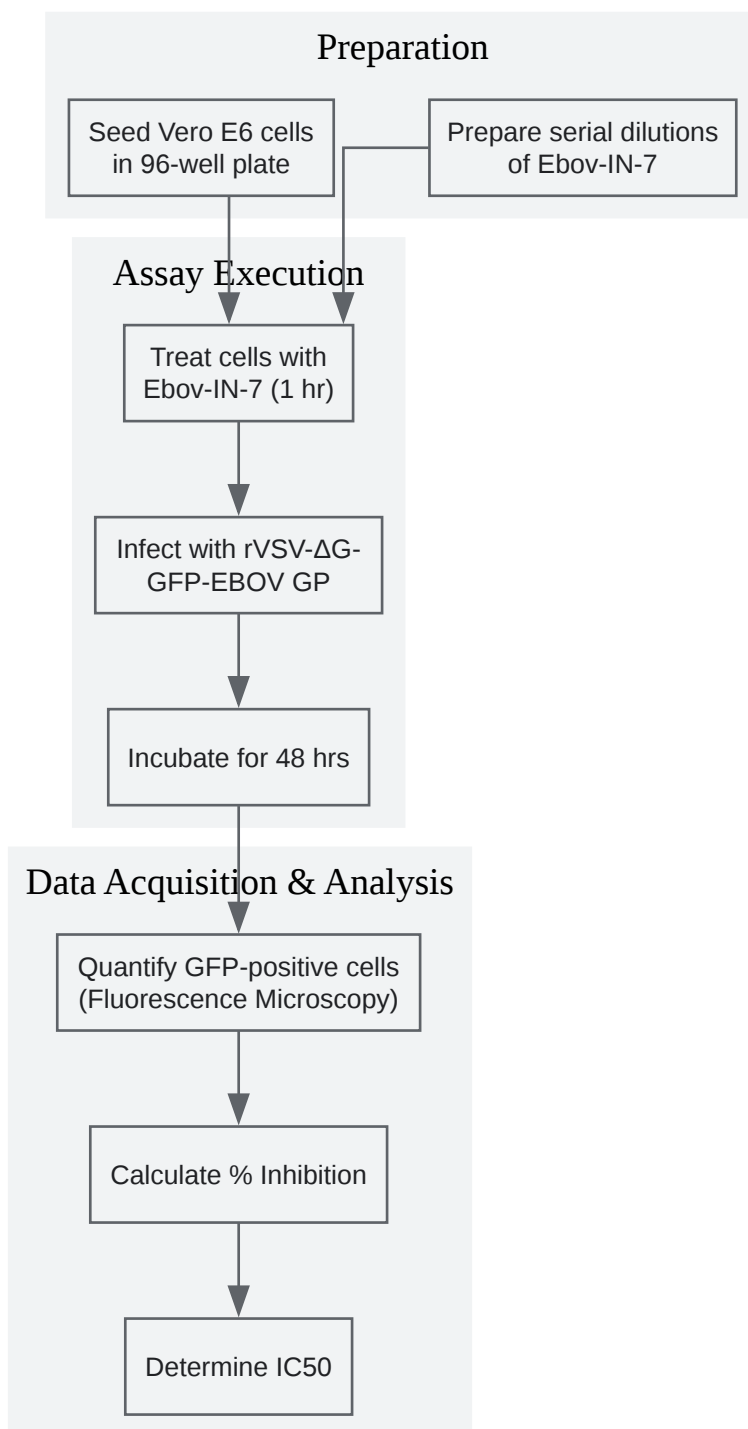 Preparation
Seed Vero E6 cells
in 96-well plate
Prepare serial dilutions
of Ebov-IN-7
Assay Execution
Treat cells with
Ebov-IN-7 (1 hr)
Infect with rVSV-ΔG-
GFP-EBOV GP
Incubate for 48 hrs
Data Acquisition & Analysis
Quantify GFP-positive cells
(Fluorescence Microscopy)
Calculate % Inhibition
Determine IC50